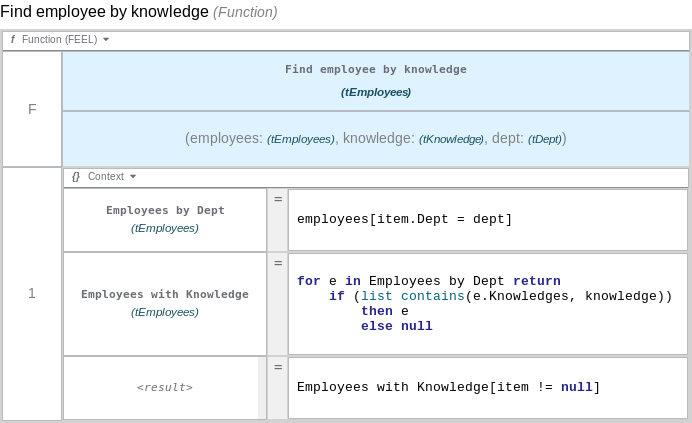 Find employee by knowledge (Function)
f Function (FEEL)
F
Find employee by knowledge
(tEmployees)
(employees: (tEmployees), knowledge: (tKnowledge), dept: (tDept))
1
{} Context
Employees by Dept
(tEmployees)
=
employees[item.Dept = dept]
Employees with Knowledge
(tEmployees)
=
for e in Employees by Dept return
if (list contains(e.Knowledges, knowledge))
then e
else null
<result>
=
Employees with Knowledge[item != null]